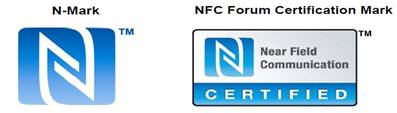 N-Mark
NFC Forum Certification Mark
TM
TM
Near Field
Communication
CERTIFIED